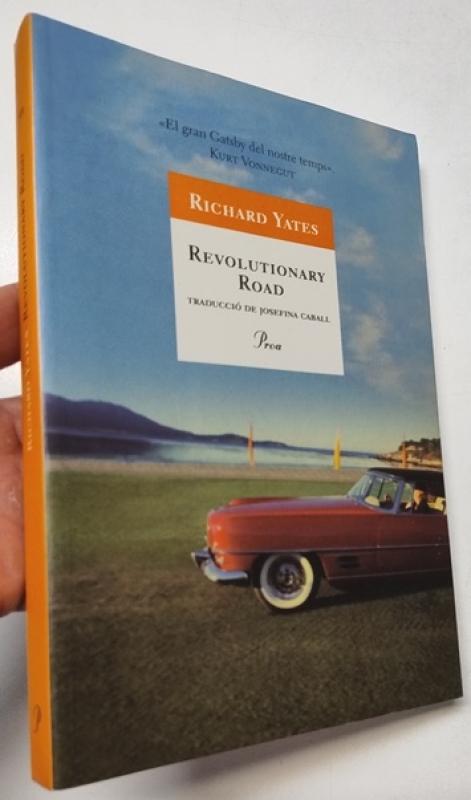 «El gran Gatsby del nostre temps».
KURT VONNEGUT
RICHARD YATES
REVOLUTIONARY
ROAD
TRADUCCIÓ DE JOSEFINA CABALL
Proa
RICHARD YATES REVOLUTIONARY ROAD
P